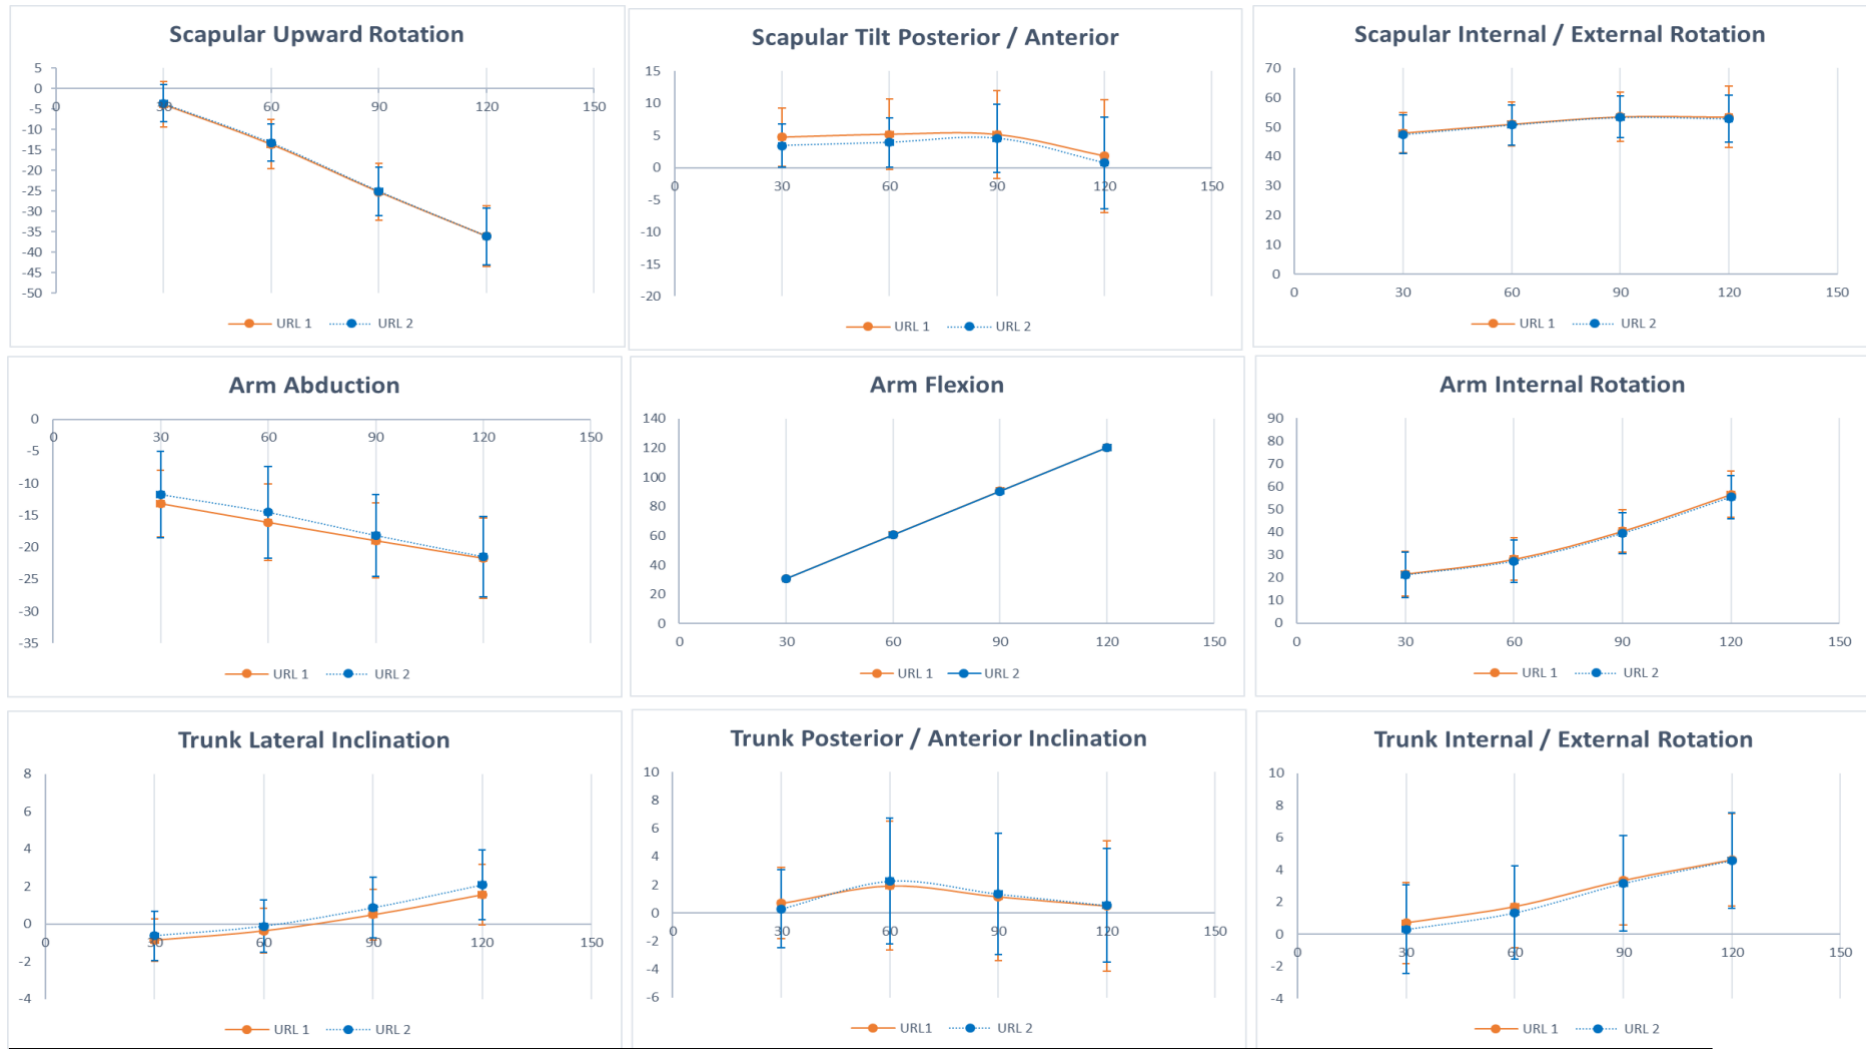 Scapular Upward Rotation
5
0
-5
-10
-15
-20
-25
-30
-35
-40
-45
-50
0 30 60 90 120 150
URL 1 URL 2
Scapular Tilt Posterior / Anterior
15
10
5
0
-5
-10
-15
-20
0 30 60 90 120 150
URL 1 URL 2
Scapular Internal / External Rotation
70
60
50
40
30
20
10
0
0 30 60 90 120 150
URL 1 URL 2
Arm Abduction
0
-5
-10
-15
-20
-25
-30
-35
0 30 60 90 120 150
URL 1 URL 2
Arm Flexion
140
120
100
80
60
40
20
0
0 30 60 90 120 150
URL 1 URL 2
Arm Internal Rotation
90
80
70
60
50
40
30
20
10
0
0 30 60 90 120 150
URL 1 URL 2
Trunk Lateral Inclination
8
6
4
2
0
-2
-4
0 30 60 90 120 150
URL 1 URL 2
Trunk Posterior / Anterior Inclination
10
8
6
4
2
0
-2
-4
-6
0 30 60 90 120 150
URL1 URL 2
Trunk Internal / External Rotation
10
8
6
4
2
0
-2
-4
0 30 60 90 120 150
URL 1 URL 2